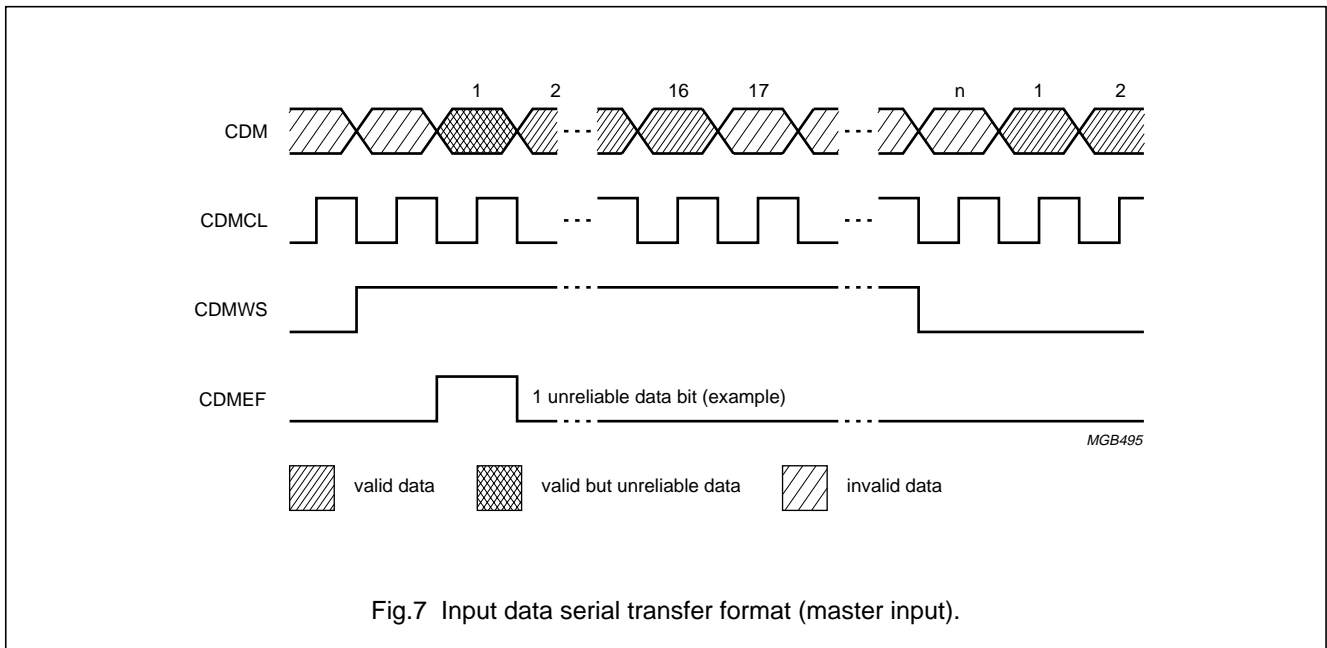 1 2 16 17 n 1 2
CDM
CDMCL
CDMWS
CDMEF
1 unreliable data bit (example)
MGB495
valid data
valid but unreliable data
invalid data
Fig.7 Input data serial transfer format (master input).